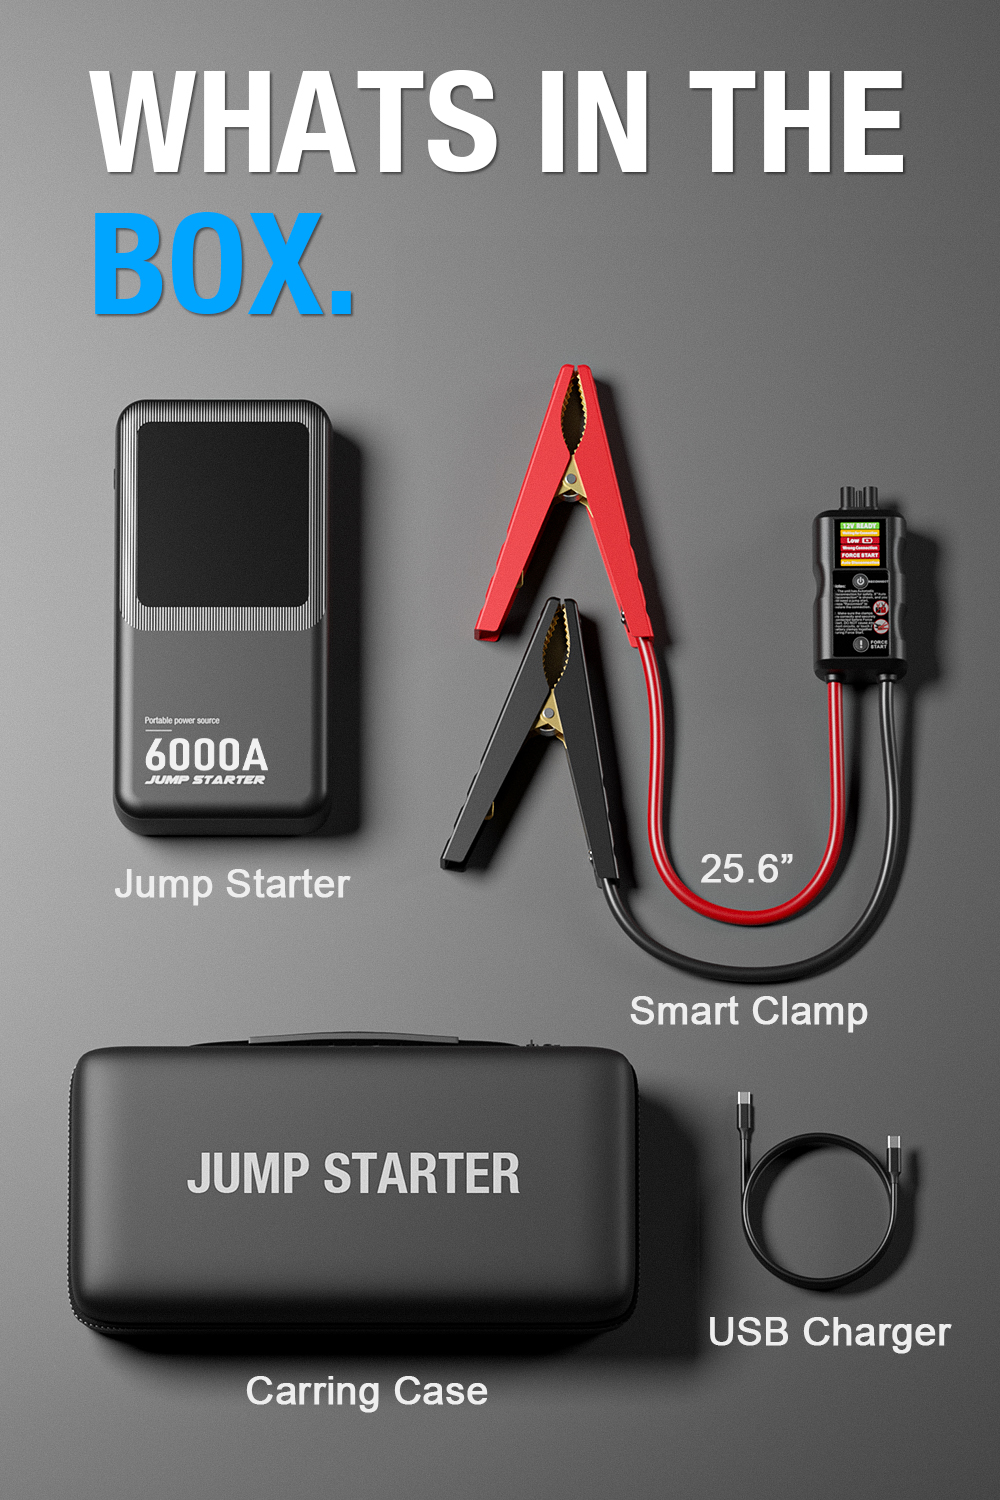 WHATS IN THE
BOX.
Portable power source
6000A
JUMP STARTER
Jump Starter
12V READY
Low
Wrong Connection
FORCE START
FORCE
START
25.6”
Smart Clamp
JUMP STARTER
Carring Case
USB Charger